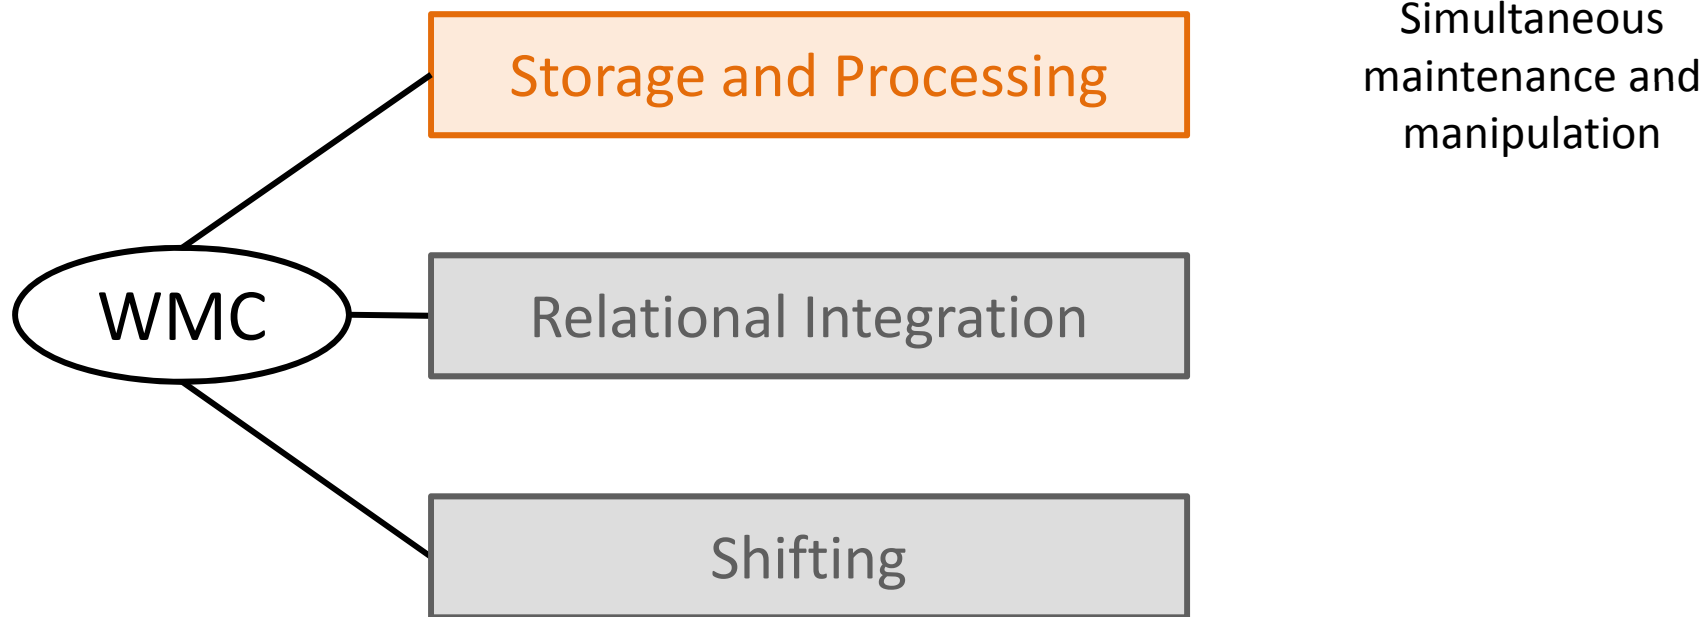 Storage and Processing
Simultaneous
maintenance and
manipulation
WMC
Relational Integration
Shifting